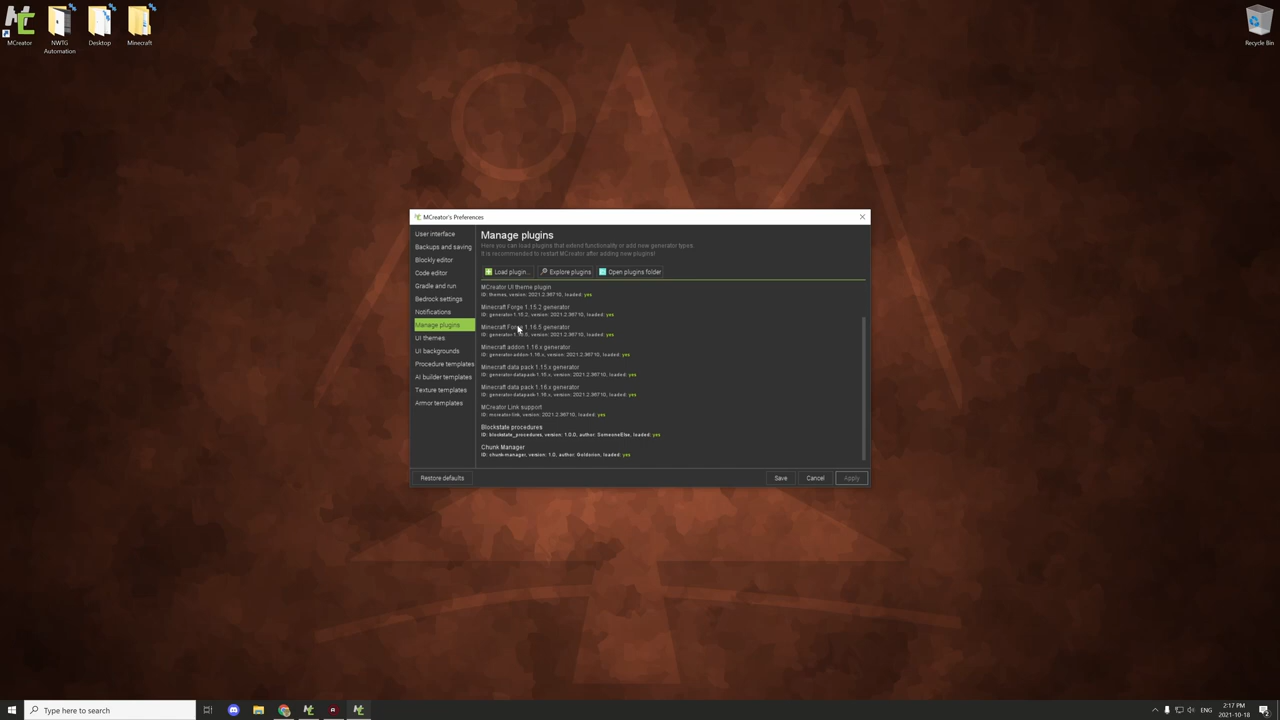 MCreator
NWTG
Automation
Desktop
Minecraft
Recycle Bin
MCreator's Preferences
User interface
Backups and saving
Blockly editor
Code editor
Gradle and run
Bedrock settings
Notifications
Manage plugins
UI themes
UI backgrounds
Procedure templates
AI builder templates
Texture templates
Armor templates
Manage plugins
Here you can load plugins that extend functionality or add new generator types.
It is recommended to restart MCreator after adding new plugins!
Load plugin...
Explore plugins
Open plugins folder
MCreator UI theme plugin
ID: themes, version: 2021.2.36710, loaded: yes
Minecraft Forge 1.15.2 generator
ID: generator-1.15.2, version: 2021.2.36710, loaded: yes
Minecraft Forge 1.16.5 generator
ID: generator-1.16.5, version: 2021.2.36710, loaded: yes
Minecraft addon 1.16.x generator
ID: generator-addon-1.16.x, version: 2021.2.36710, loaded: yes
Minecraft data pack 1.15.x generator
ID: generator-datapack-1.15.x, version: 2021.2.36710, loaded: yes
Minecraft data pack 1.16.x generator
ID: generator-datapack-1.16.x, version: 2021.2.36710, loaded: yes
MCreator Link support
ID: mcreator-link, version: 2021.2.36710, loaded: yes
Blockstate procedures
ID: blockstate_procedures, version: 1.0.0, author: SomeoneElse, loaded: yes
Chunk Manager
ID: chunk-manager, version: 1.0, author: Goldorion, loaded: yes
Restore defaults
Save
Cancel
Apply
Type here to search
ENG
2:17 PM
2021-10-18